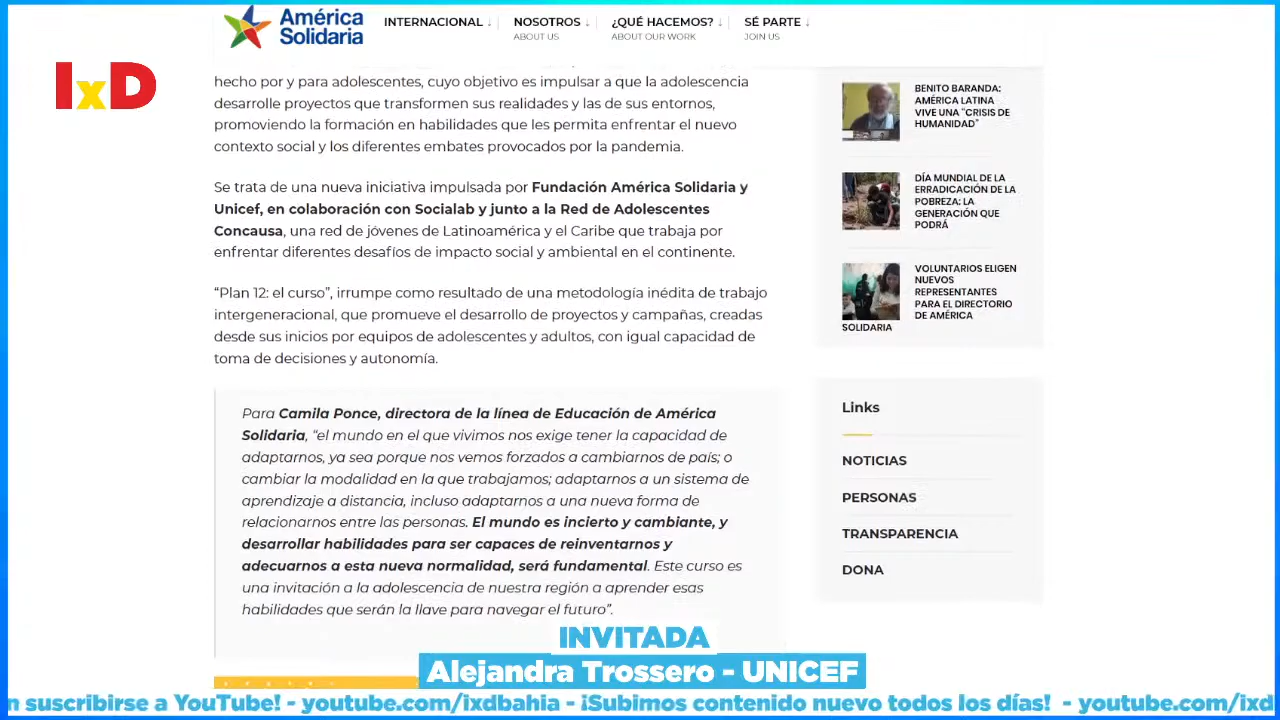 América
Solidaria
INTERNACIONAL ↓
NOSOTROS ↓
ABOUT US
¿QUÉ HACEMOS? ↓
ABOUT OUR WORK
SÉ PARTE ↓
JOIN US
IxD
hecho por y para adolescentes, cuyo objetivo es impulsar a que la adolescencia
desarrolle proyectos que transformen sus realidades y las de sus entornos,
promoviendo la formación en habilidades que les permita enfrentar el nuevo
contexto social y los diferentes embates provocados por la pandemia.
Se trata de una nueva iniciativa impulsada por Fundación América Solidaria y
Unicef, en colaboración con Socialab y junto a la Red de Adolescentes
Concausa, una red de jóvenes de Latinoamérica y el Caribe que trabaja por
enfrentar diferentes desafíos de impacto social y ambiental en el continente.
“Plan 12: el curso”, irrumpe como resultado de una metodología inédita de trabajo
intergeneracional, que promueve el desarrollo de proyectos y campañas, creadas
desde sus inicios por equipos de adolescentes y adultos, con igual capacidad de
toma de decisiones y autonomía.
Para Camila Ponce, directora de la línea de Educación de América
Solidaria, “el mundo en el que vivimos nos exige tener la capacidad de
adaptarnos, ya sea porque nos vemos forzados a cambiarnos de país; o
cambiar la modalidad en la que trabajamos; adaptarnos a un sistema de
aprendizaje a distancia, incluso adaptarnos a una nueva forma de
relacionarnos entre las personas. El mundo es incierto y cambiante, y
desarrollar habilidades para ser capaces de reinventarnos y
adecuarnos a esta nueva normalidad, será fundamental. Este curso es
una invitación a la adolescencia de nuestra región a aprender esas
habilidades que serán la llave para navegar el futuro”.
BENITO BARANDA:
AMÉRICA LATINA
VIVE UNA “CRISIS DE
HUMANIDAD”
DÍA MUNDIAL DE LA
ERRADICACIÓN DE LA
POBREZA: LA
GENERACIÓN QUE
PODRÁ
VOLUNTARIOS ELIGEN
NUEVOS
REPRESENTANTES
PARA EL DIRECTORIO
DE AMÉRICA
SOLIDARIA
Links
NOTICIAS
PERSONAS
TRANSPARENCIA
DONA
INVITADA
Alejandra Trossero - UNICEF
n suscribirse a YouTube! - youtube.com/ixdbahia - ¡Subimos contenido nuevo todos los días! - youtube.com/ixd